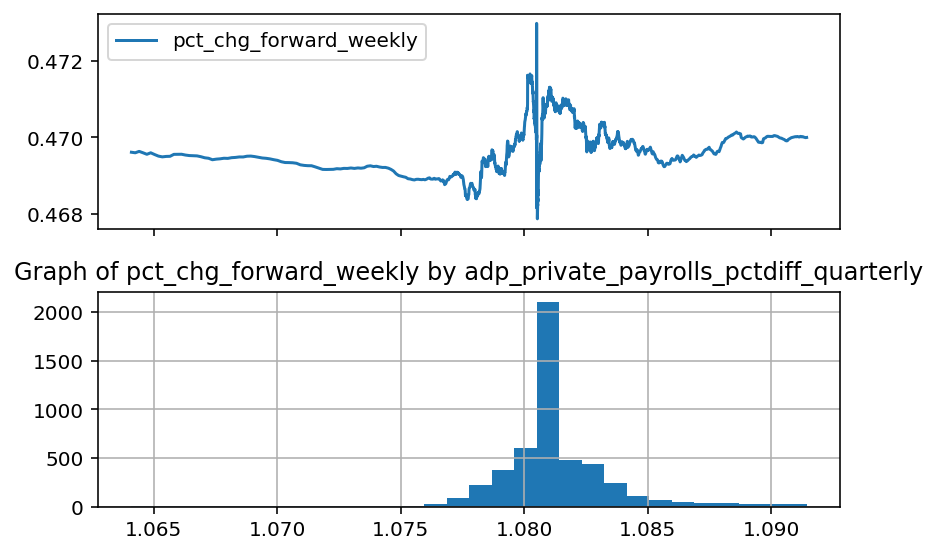 pct_chg_forward_weekly
0.472
0.470
0.468
Graph of pct_chg_forward_weekly by adp_private_payrolls_pctdiff_quarterly
2000
1500
1000
500
0
1.065 1.070 1.075 1.080 1.085 1.090